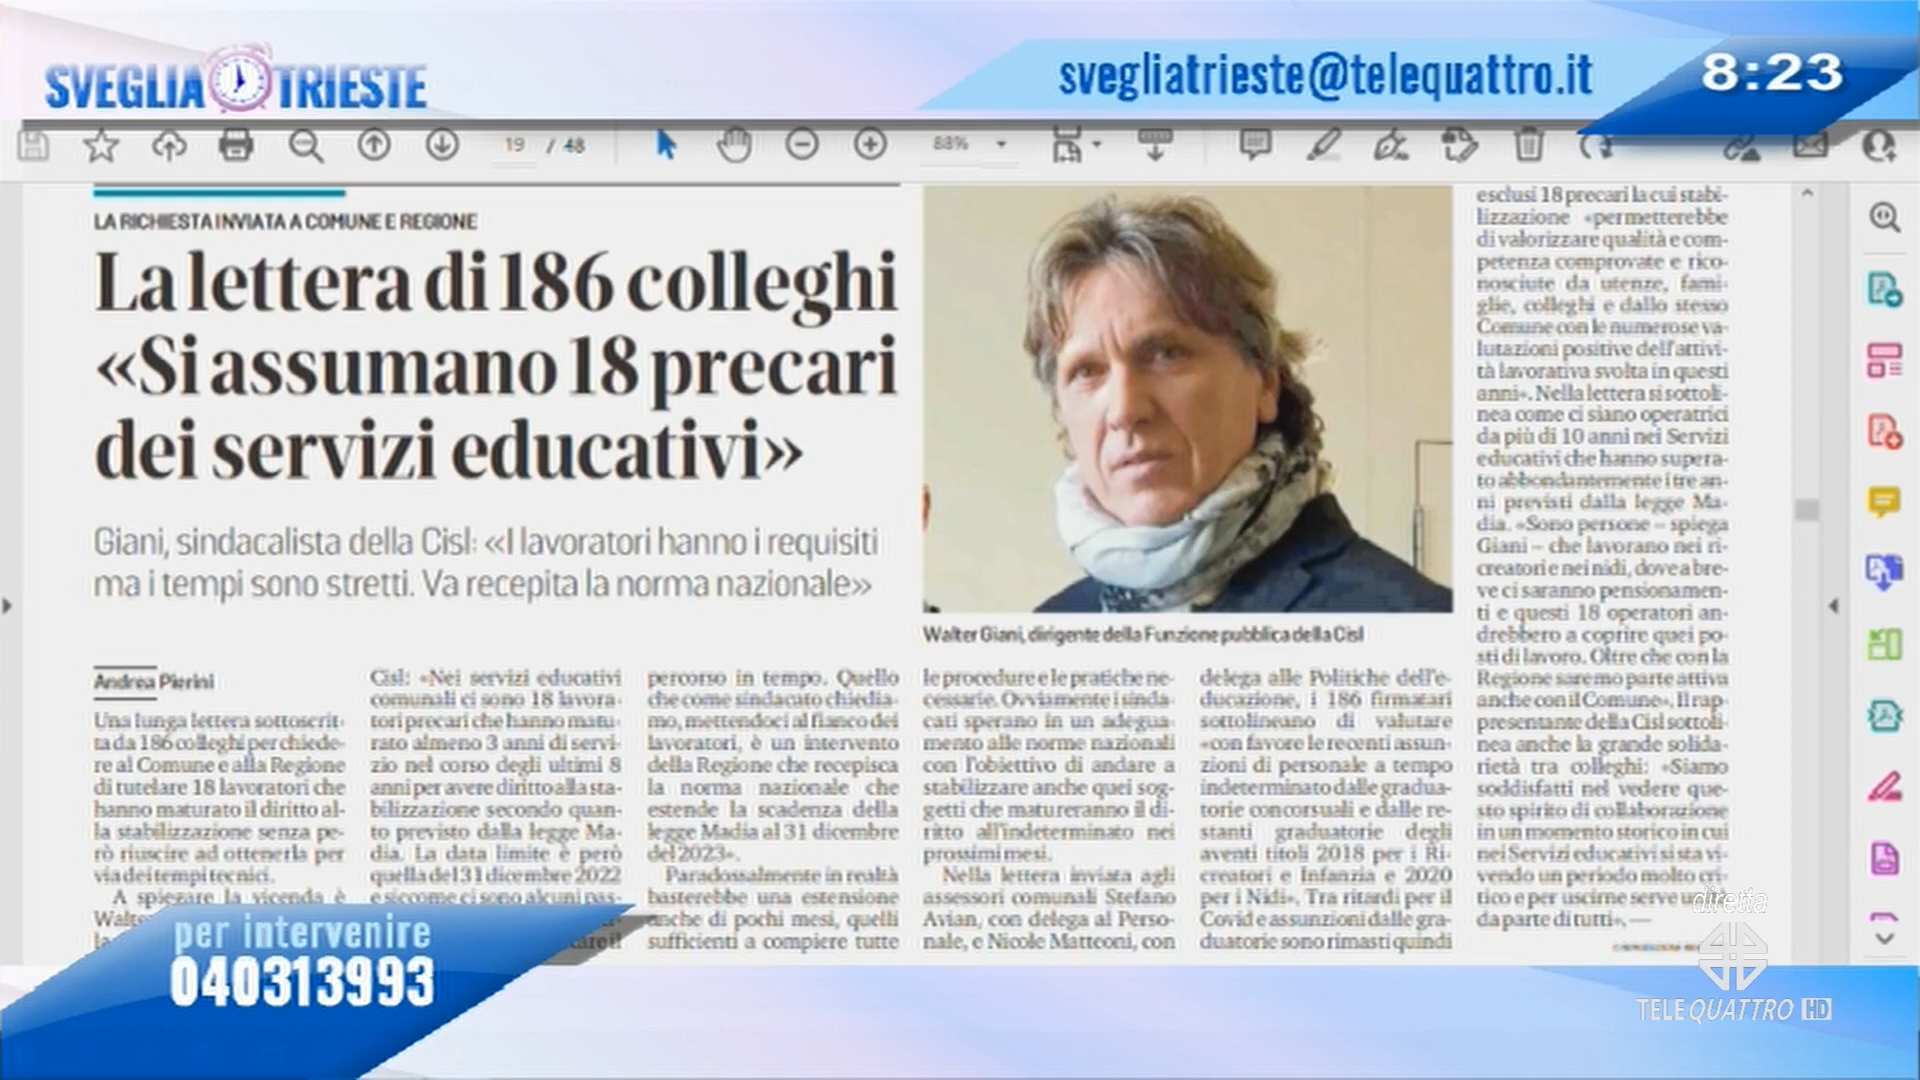 SVEGLIA TRIESTE
svegliatrieste@telequattro.it
8:23
19 / 48
88%
LA RICHIESTA INVIATA A COMUNE E REGIONE
La lettera di 186 colleghi
«Si assumano 18 precari
dei servizi educativi»
Giani, sindacalista della Cisl: «I lavoratori hanno i requisiti
ma i tempi sono stretti. Va recepita la norma nazionale»
Walter Giani, dirigente della Funzione pubblica della Cisl
Andrea Pierini
Una lunga lettera sottoscrit-
ta da 186 colleghi per chiede-
re al Comune e alla Regione
di tutelare 18 lavoratori che
hanno maturato il diritto al-
la stabilizzazione senza pe-
rò riuscire ad ottenerla per
via dei tempi tecnici.
A spiegare la vicenda è
Cisl: «Nei servizi educativi
comunali ci sono 18 lavora-
tori precari che hanno matu-
rato almeno 3 anni di servi-
zio nel corso degli ultimi 8
anni per avere diritto alla sta-
bilizzazione secondo quan-
to previsto dalla legge Ma-
dia. La data limite è però
quella del 31 dicembre 2022
e siccome ci sono alcuni pas-
percorso in tempo. Quello
che come sindacato chiedia-
mo, mettendoci al fianco dei
lavoratori, è un intervento
della Regione che recepisca
la norma nazionale che
estende la scadenza della
legge Madia al 31 dicembre
del 2023».
Paradossalmente in realtà
basterebbe una estensione
anche di pochi mesi, quelli
sufficienti a compiere tutte
le procedure e le pratiche ne-
cessarie. Ovviamente i sinda-
cati sperano in un adegua-
mento alle norme nazionali
con l'obiettivo di andare a
stabilizzare anche quei sog-
getti che matureranno il di-
ritto all'indeterminato nei
prossimi mesi.
Nella lettera inviata agli
assessori comunali Stefano
Avian, con delega al Perso-
nale, e Nicole Matteoni, con
delega alle Politiche dell'e-
ducazione, i 186 firmatari
sottolineano di valutare
«con favore le recenti assun-
zioni di personale a tempo
indeterminato dalle gradua-
torie concorsuali e dalle re-
stanti graduatorie degli
aventi titoli 2018 per i Ri-
creatori e Infanzia e 2020
per i Nidi». Tra ritardi per il
Covid e assunzioni dalle gra-
duatorie sono rimasti quindi
esclusi 18 precari la cui stabi-
lizzazione «permetterebbe
di valorizzare qualità e com-
petenza comprovate e rico-
nosciute da utenze, fami-
glie, colleghi e dallo stesso
Comune con le numerose va-
lutazioni positive dell'attivi-
tà lavorativa svolta in questi
anni». Nella lettera si sottoli-
nea come ci siano operatrici
da più di 10 anni nei Servizi
educativi che hanno supera-
to abbondantemente i tre an-
ni previsti dalla legge Ma-
dia. «Sono persone – spiega
Giani – che lavorano nei ri-
creatori e nei nidi, dove a bre-
ve ci saranno pensionamen-
ti e questi 18 operatori an-
drebbero a coprire quei po-
sti di lavoro. Oltre che con la
Regione saremo parte attiva
anche con il Comune». Il rap-
presentante della Cisl sottoli-
nea anche la grande solida-
rietà tra colleghi: «Siamo
soddisfatti nel vedere que-
sto spirito di collaborazione
in un momento storico in cui
nei Servizi educativi si sta vi-
vendo un periodo molto cri-
tico e per uscirne serve
da parte di tutti». —
per intervenire
040313993
diretta
TELEQUATTRO HD